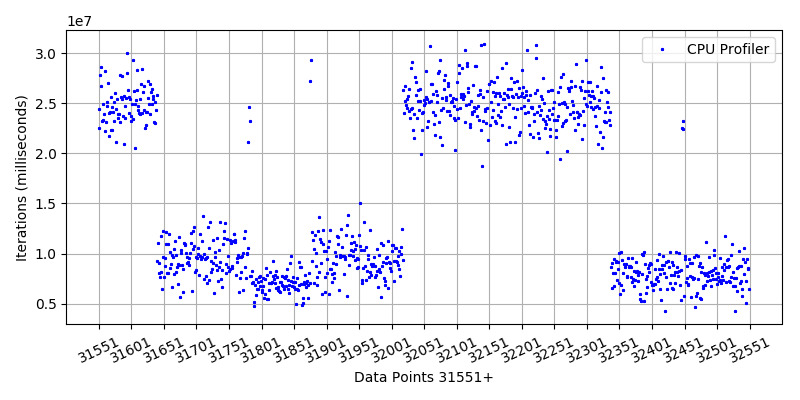 1e7
CPU Profiler
3.0
2.5
2.0
1.5
1.0
0.5
Iterations (milliseconds)
31551 31601 31651 31701 31751 31801 31851 31901 31951 32001 32051 32101 32151 32201 32251 32301 32351 32401 32451 32501 32551
Data Points 31551+